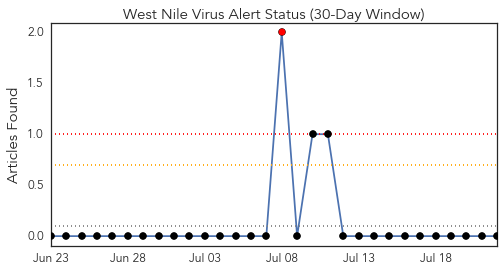 West Nile Virus Alert Status (30-Day Window)
Articles Found
2.0
1.5
1.0
0.5
0.0
Jun 23 Jun 28 Jul 03 Jul 08 Jul 13 Jul 18